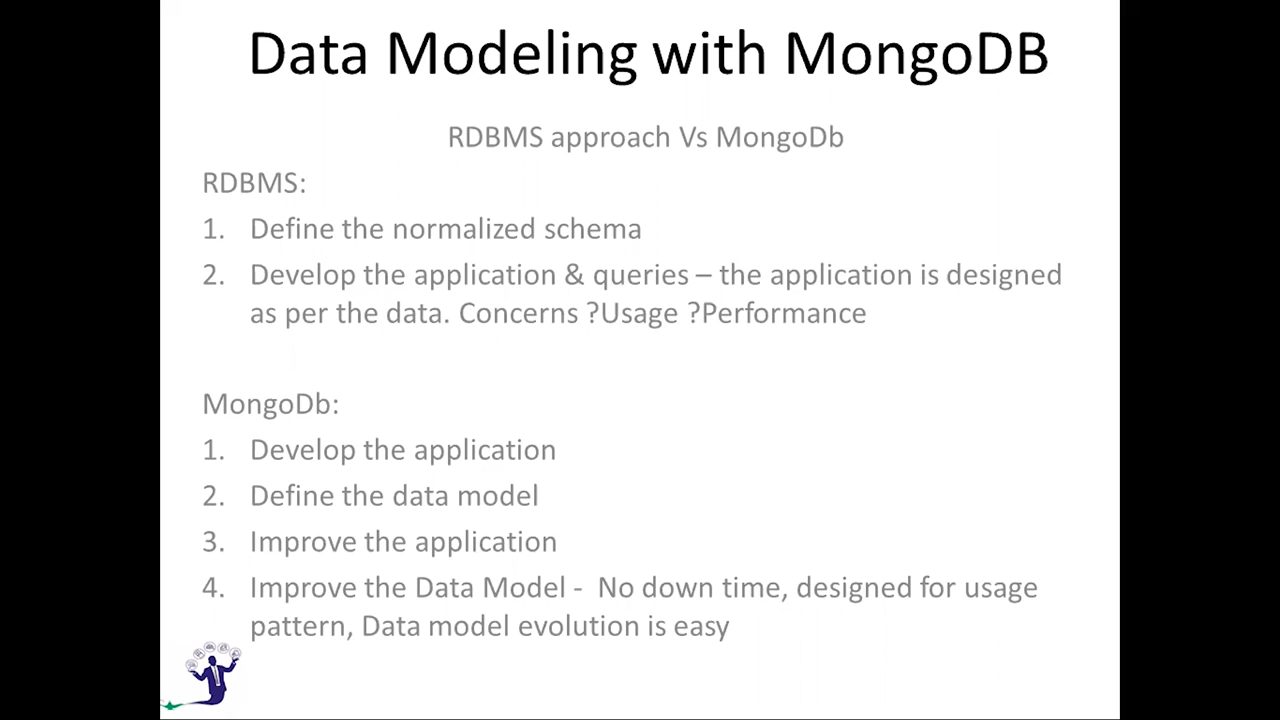 Data Modeling with MongoDB
RDBMS approach Vs MongoDb
RDBMS:
1. Define the normalized schema
2. Develop the application & queries – the application is designed
as per the data. Concerns ?Usage ?Performance
MongoDb:
1. Develop the application
2. Define the data model
3. Improve the application
4. Improve the Data Model -  No down time, designed for usage
pattern, Data model evolution is easy